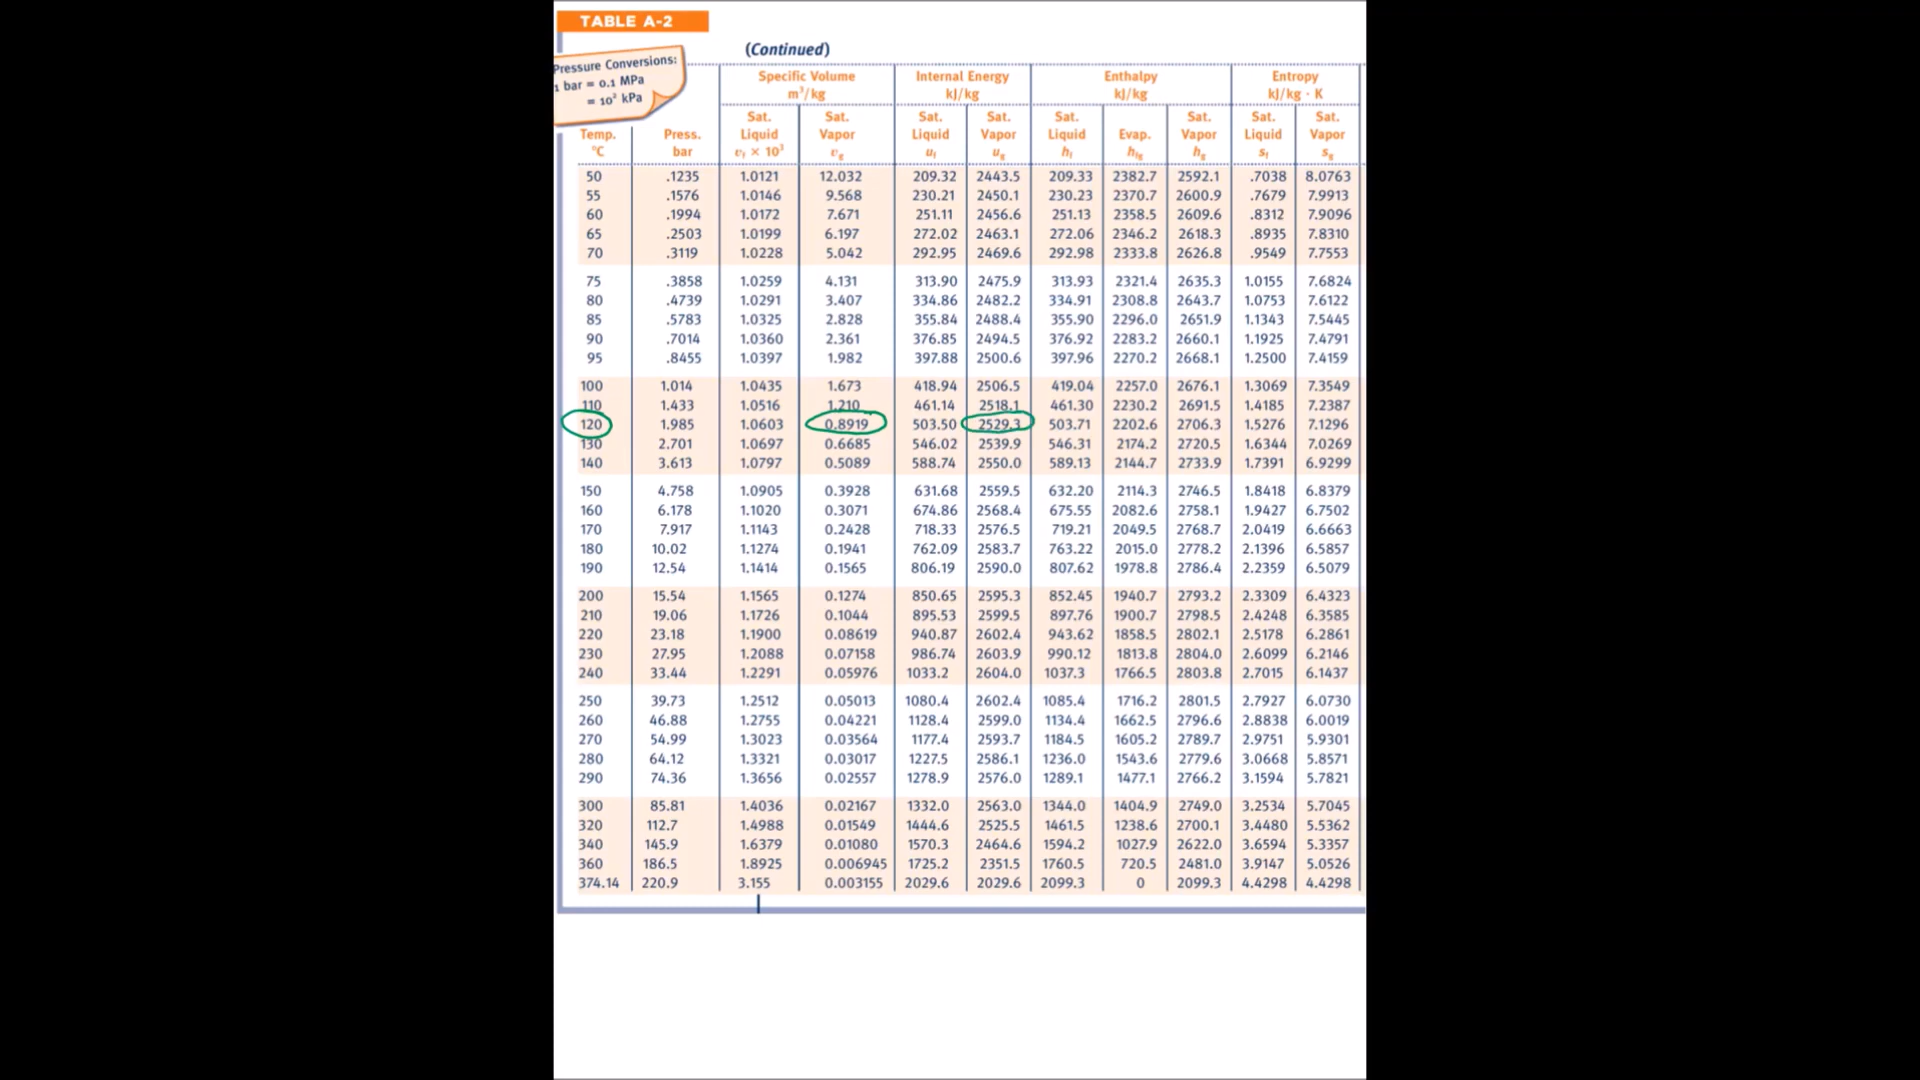 TABLE A-2
(Continued)
Pressure Conversions:
1 bar = 0.1 MPa
= 10² kPa
Specific Volume Internal Energy Enthalpy Entropy
m³/kg kJ/kg kJ/kg kJ/kg · K
Sat. Sat. Sat. Sat. Sat. Sat. Sat. Sat.
Temp. Press. Liquid Vapor Liquid Vapor Liquid Evap. Vapor Liquid Vapor
°C bar vf × 10³ vg uf ug hf hfg hg sf sg
50 .1235 1.0121 12.032 209.32 2443.5 209.33 2382.7 2592.1 .7038 8.0763
55 .1576 1.0146 9.568 230.21 2450.1 230.23 2370.7 2600.9 .7679 7.9913
60 .1994 1.0172 7.671 251.11 2456.6 251.13 2358.5 2609.6 .8312 7.9096
65 .2503 1.0199 6.197 272.02 2463.1 272.06 2346.2 2618.3 .8935 7.8310
70 .3119 1.0228 5.042 292.95 2469.6 292.98 2333.8 2626.8 .9549 7.7553
75 .3858 1.0259 4.131 313.90 2475.9 313.93 2321.4 2635.3 1.0155 7.6824
80 .4739 1.0291 3.407 334.86 2482.2 334.91 2308.8 2643.7 1.0753 7.6122
85 .5783 1.0325 2.828 355.84 2488.4 355.90 2296.0 2651.9 1.1343 7.5445
90 .7014 1.0360 2.361 376.85 2494.5 376.92 2283.2 2660.1 1.1925 7.4791
95 .8455 1.0397 1.982 397.88 2500.6 397.96 2270.2 2668.1 1.2500 7.4159
100 1.014 1.0435 1.673 418.94 2506.5 419.04 2257.0 2676.1 1.3069 7.3549
110 1.433 1.0516 1.210 461.14 2518.1 461.30 2230.2 2691.5 1.4185 7.2387
120 1.985 1.0603 0.8919 503.50 2529.3 503.71 2202.6 2706.3 1.5276 7.1296
130 2.701 1.0697 0.6685 546.02 2539.9 546.31 2174.2 2720.5 1.6344 7.0269
140 3.613 1.0797 0.5089 588.74 2550.0 589.13 2144.7 2733.9 1.7391 6.9299
150 4.758 1.0905 0.3928 631.68 2559.5 632.20 2114.3 2746.5 1.8418 6.8379
160 6.178 1.1020 0.3071 674.86 2568.4 675.55 2082.6 2758.1 1.9427 6.7502
170 7.917 1.1143 0.2428 718.33 2576.5 719.21 2049.5 2768.7 2.0419 6.6663
180 10.02 1.1274 0.1941 762.09 2583.7 763.22 2015.0 2778.2 2.1396 6.5857
190 12.54 1.1414 0.1565 806.19 2590.0 807.62 1978.8 2786.4 2.2359 6.5079
200 15.54 1.1565 0.1274 850.65 2595.3 852.45 1940.7 2793.2 2.3309 6.4323
210 19.06 1.1726 0.1044 895.53 2599.5 897.76 1900.7 2798.5 2.4248 6.3585
220 23.18 1.1900 0.08619 940.87 2602.4 943.62 1858.5 2802.1 2.5178 6.2861
230 27.95 1.2088 0.07158 986.74 2603.9 990.12 1813.8 2804.0 2.6099 6.2146
240 33.44 1.2291 0.05976 1033.2 2604.0 1037.3 1766.5 2803.8 2.7015 6.1437
250 39.73 1.2512 0.05013 1080.4 2602.4 1085.4 1716.2 2801.5 2.7927 6.0730
260 46.88 1.2755 0.04221 1128.4 2599.0 1134.4 1662.5 2796.6 2.8838 6.0019
270 54.99 1.3023 0.03564 1177.4 2593.7 1184.5 1605.2 2789.7 2.9751 5.9301
280 64.12 1.3321 0.03017 1227.5 2586.1 1236.0 1543.6 2779.6 3.0668 5.8571
290 74.36 1.3656 0.02557 1278.9 2576.0 1289.1 1477.1 2766.2 3.1594 5.7821
300 85.81 1.4036 0.02167 1332.0 2563.0 1344.0 1404.9 2749.0 3.2534 5.7045
320 112.7 1.4988 0.01549 1444.6 2525.5 1461.5 1238.6 2700.1 3.4480 5.5362
340 145.9 1.6379 0.01080 1570.3 2464.6 1594.2 1027.9 2622.0 3.6594 5.3357
360 186.5 1.8925 0.006945 1725.2 2351.5 1760.5 720.5 2481.0 3.9147 5.0526
374.14 220.9 3.155 0.003155 2029.6 2029.6 2099.3 0 2099.3 4.4298 4.4298